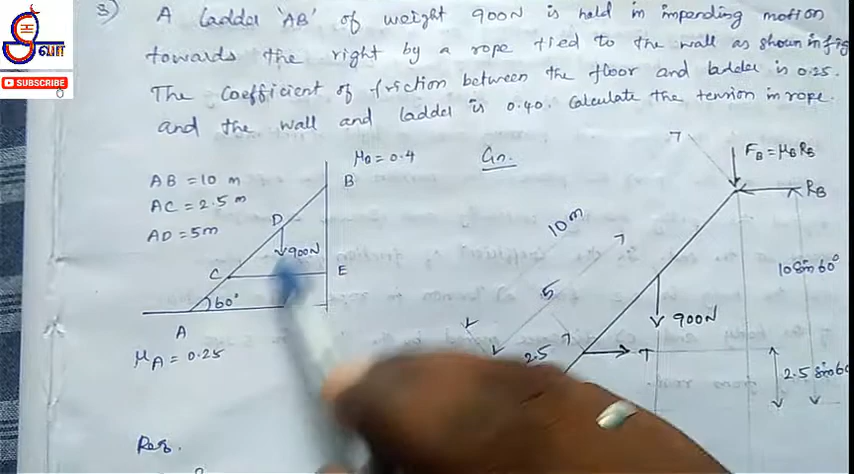 3) A ladder 'AB' of weight 900N is held in impending motion
towards the right by a rope tied to the wall as shown in fig
The coefficient of friction between the floor and ladder is 0.25.
and the wall and ladder is 0.40. Calculate the tension in rope.
சிவா
SUBSCRIBE
AB = 10 m
AC = 2.5 m
AD = 5m
μB = 0.4
B
D
900N
C
E
60°
A
μA = 0.25
Gn.
FB = μB RB
RB
10 m
5
2.5
900N
T
10 sin 60°
2.5 sin 60
Req.